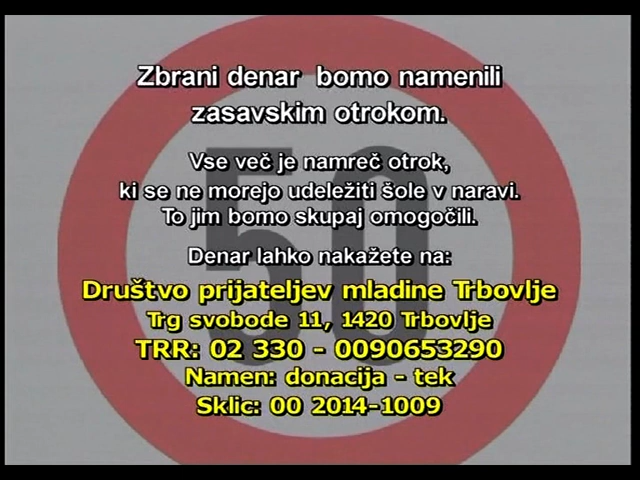 Zbrani denar bomo namenili
zasavskim otrokom.
Vse več je namreč otrok,
ki se ne morejo udeležiti šole v naravi.
To jim bomo skupaj omogočili.
Denar lahko nakažete na:
Društvo prijateljev mladine Trbovlje
Trg svobode 11, 1420 Trbovlje
TRR: 02 330 - 0090653290
Namen: donacija - tek
Sklic: 00 2014-1009
50